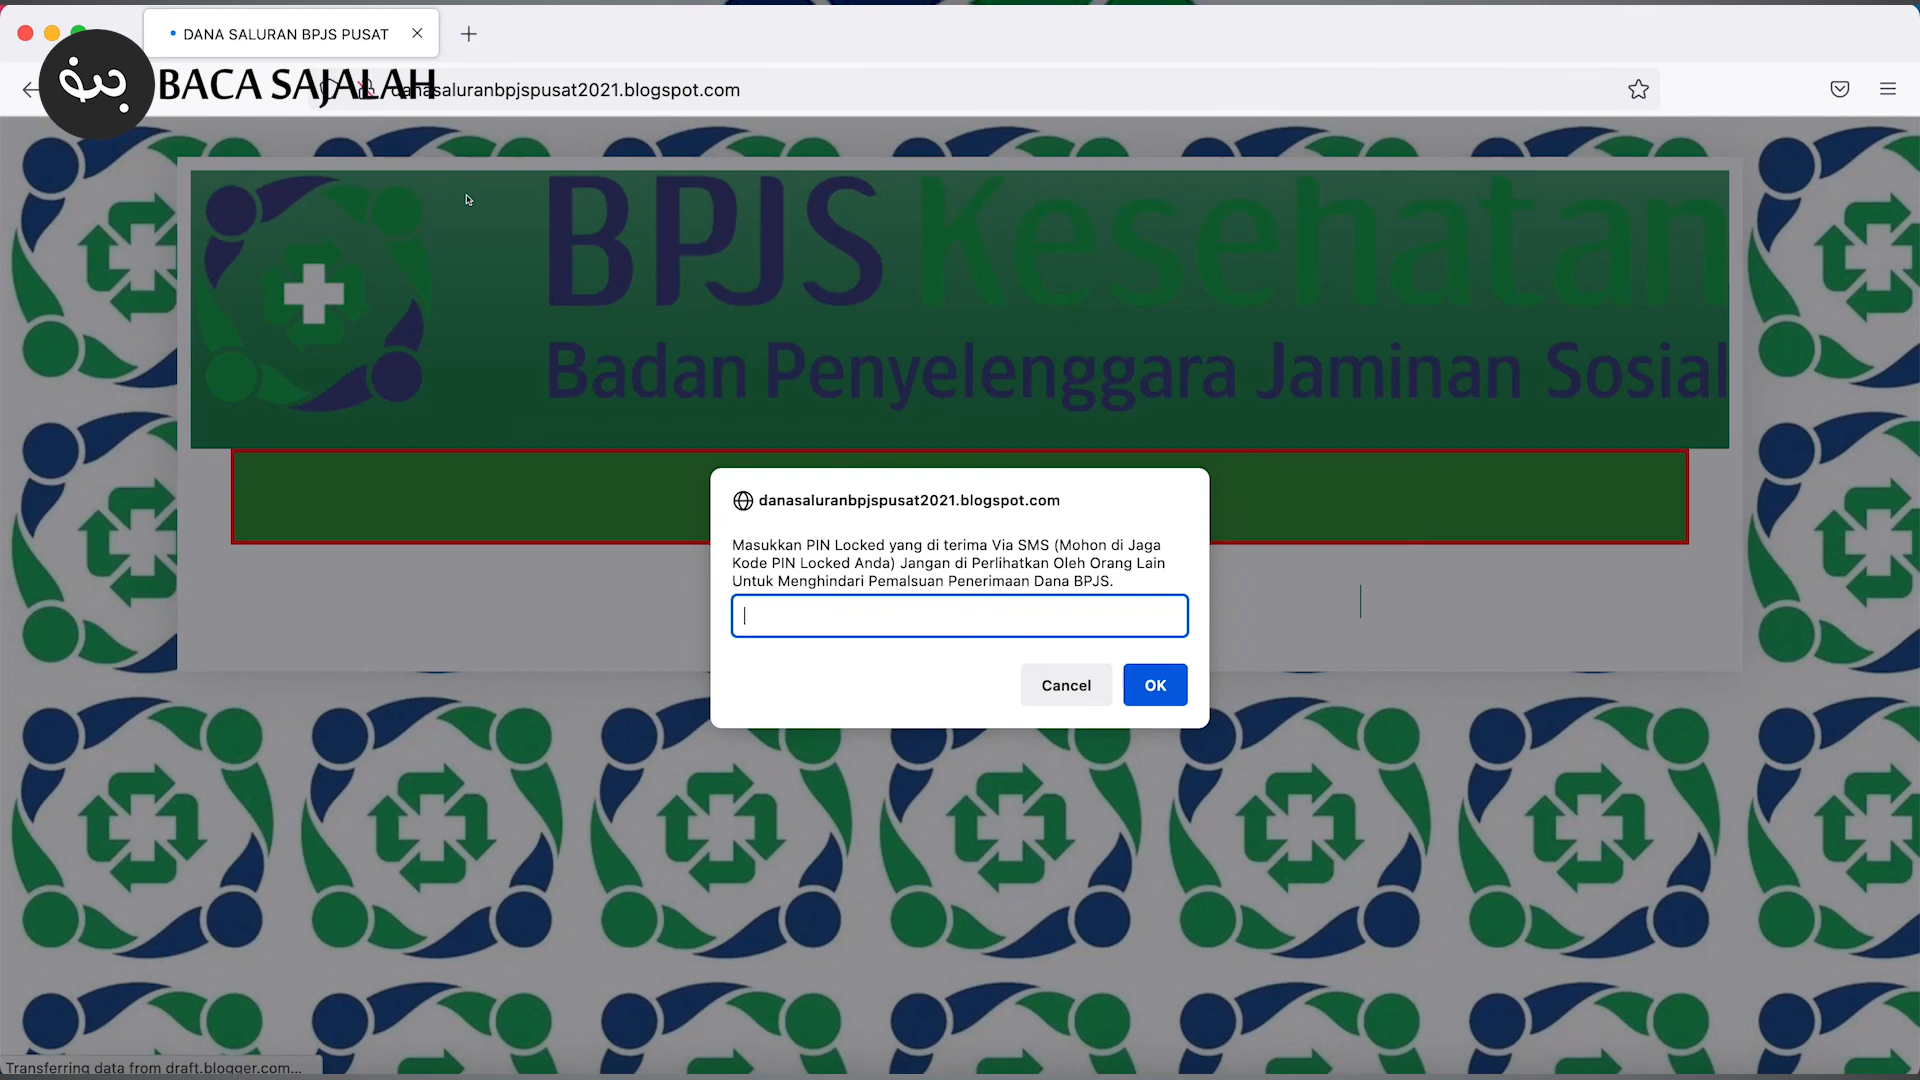 DANA SALURAN BPJS PUSAT
BACA SAJALAH
danasaluranbpjspusat2021.blogspot.com
BPJS Kesehatan
Badan Penyelenggara Jaminan Sosial
danasaluranbpjspusat2021.blogspot.com
Masukkan PIN Locked yang di terima Via SMS (Mohon di Jaga
Kode PIN Locked Anda) Jangan di Perlihatkan Oleh Orang Lain
Untuk Menghindari Pemalsuan Penerimaan Dana BPJS.
Cancel
OK
Transferring data from draft.blogger.com...